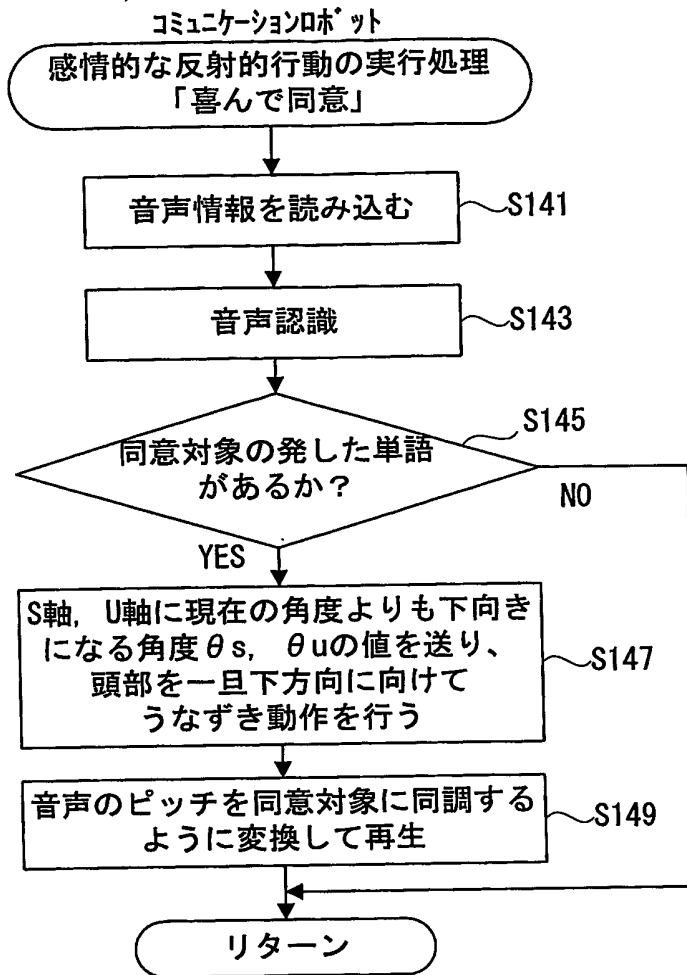 コミュニケーションロボット
感情的な反射的行動の実行処理
「喜んで同意」
音声情報を読み込む
S141
音声認識
S143
S145
同意対象の発した単語
があるか？
NO
YES
S軸, U軸に現在の角度よりも下向き
になる角度θs, θuの値を送り、
頭部を一旦下方向に向けて
うなずき動作を行う
S147
音声のピッチを同意対象に同調する
ように変換して再生
S149
リターン